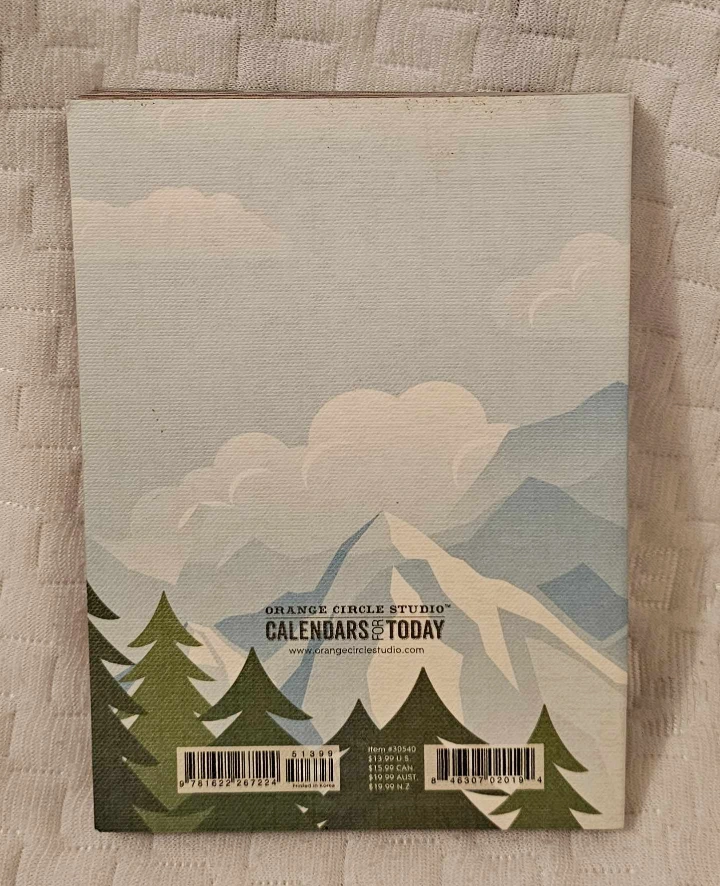 ORANGE CIRCLE STUDIO™
CALENDARS FOR TODAY
www.orangecirclestudio.com
51399
9 781622 267224
Printed in Korea
Item #30540
$13.99 U.S.
$15.99 CAN
$19.99 AUST.
$19.99 N.Z
8 46307 02019 4